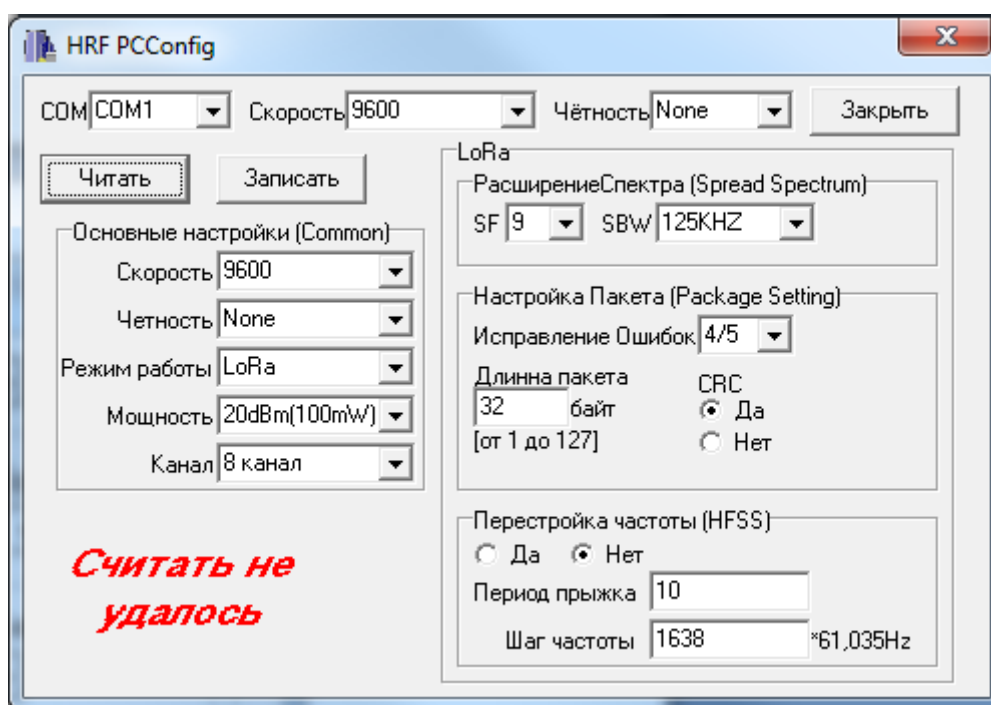 HRF PCConfig
COM COM1 Скорость 9600 Чётность None Закрыть
Читать Записать
Основные настройки (Common)
Скорость 9600
Четность None
Режим работы LoRa
Мощность 20dBm(100mW)
Канал 8 канал
Считать не
удалось
LoRa
РасширениеСпектра (Spread Spectrum)
SF 9 SBW 125KHZ
Настройка Пакета (Package Setting)
Исправление Ошибок 4/5
Длинна пакета
32 байт
[от 1 до 127]
CRC
Да
Нет
Перестройка частоты (HFSS)
Да Нет
Период прыжка 10
Шаг частоты 1638 *61,035Hz